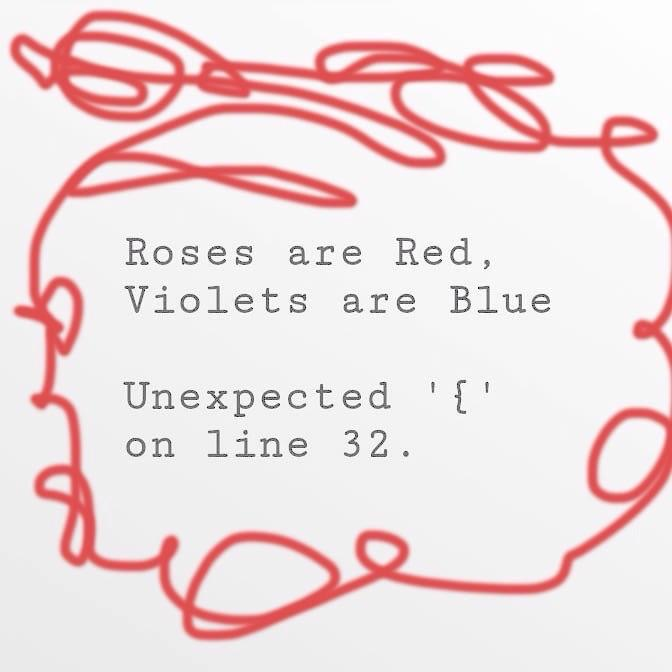 Roses are Red,
Violets are Blue
Unexpected '{'
on line 32.